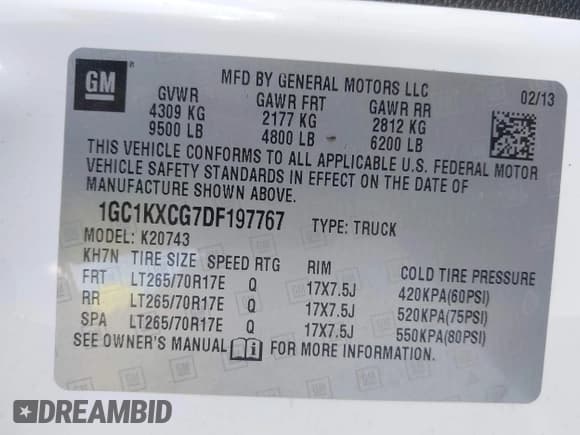 GM
MFD BY GENERAL MOTORS LLC
02/13
GVWR GAWR FRT GAWR RR
4309 KG 2177 KG 2812 KG
9500 LB 4800 LB 6200 LB
THIS VEHICLE CONFORMS TO ALL APPLICABLE U.S. FEDERAL MOTOR
VEHICLE SAFETY STANDARDS IN EFFECT ON THE DATE OF
MANUFACTURE SHOWN ABOVE.
1GC1KXCG7DF197767 TYPE: TRUCK
MODEL: K20743
KH7N TIRE SIZE SPEED RTG RIM COLD TIRE PRESSURE
FRT LT265/70R17E Q 17X7.5J 420KPA(60PSI)
RR LT265/70R17E Q 17X7.5J 520KPA(75PSI)
SPA LT265/70R17E Q 17X7.5J 550KPA(80PSI)
SEE OWNER'S MANUAL FOR MORE INFORMATION.
DREAMBID